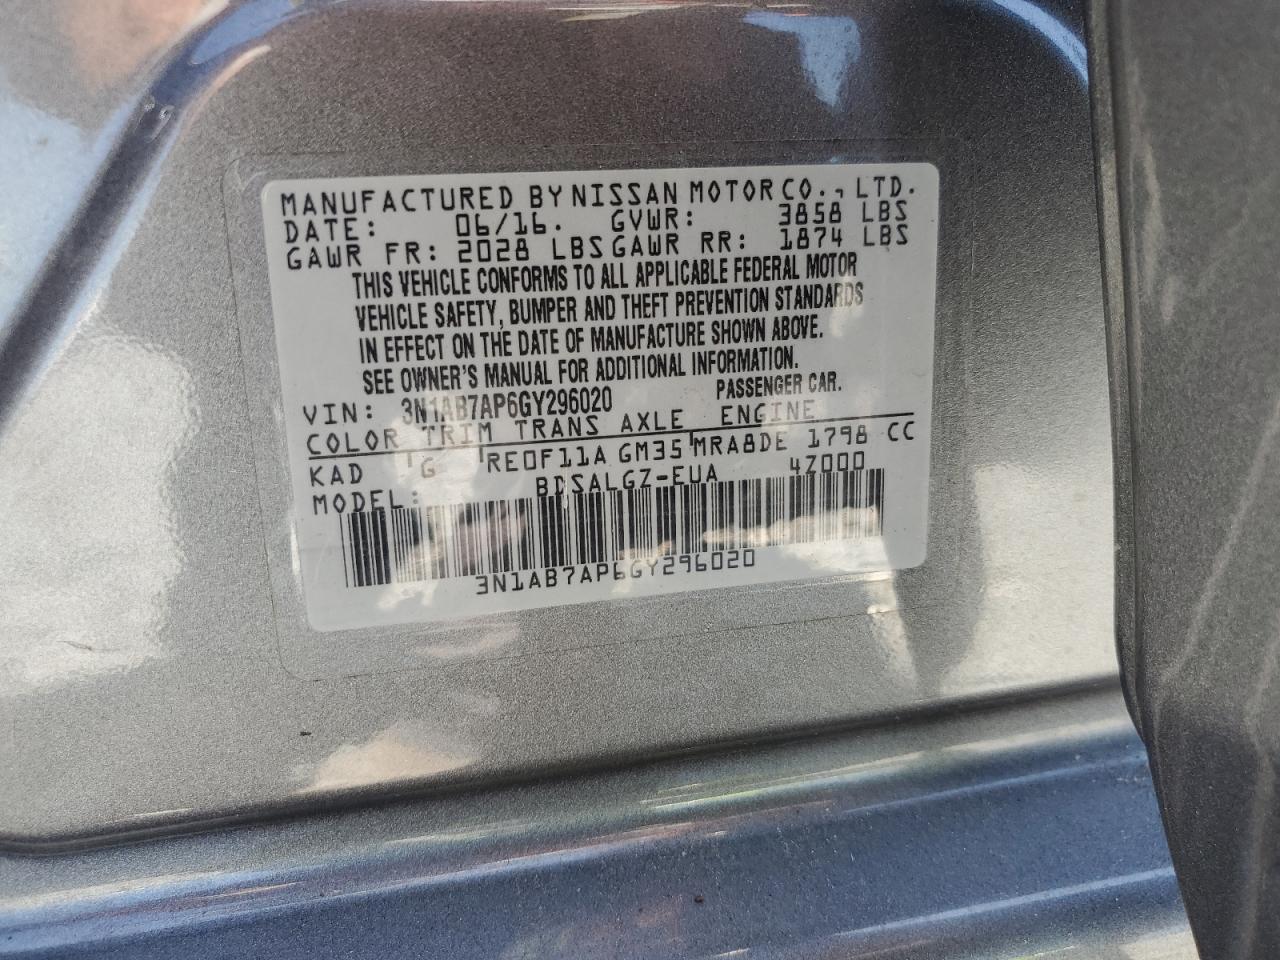 MANUFACTURED BY NISSAN MOTOR CO., LTD.
DATE: 06/16. GVWR: 3858 LBS
GAWR FR: 2028 LBS GAWR RR: 1874 LBS
THIS VEHICLE CONFORMS TO ALL APPLICABLE FEDERAL MOTOR
VEHICLE SAFETY, BUMPER AND THEFT PREVENTION STANDARDS
IN EFFECT ON THE DATE OF MANUFACTURE SHOWN ABOVE.
SEE OWNER'S MANUAL FOR ADDITIONAL INFORMATION.
VIN: 3N1AB7AP6GY296020 PASSENGER CAR.
COLOR TRIM TRANS AXLE ENGINE
KAD G RE0F11A GM35 MRA8DE 1798 CC
MODEL: BDSALGZ-EUA 4Z000
3N1AB7AP6GY296020